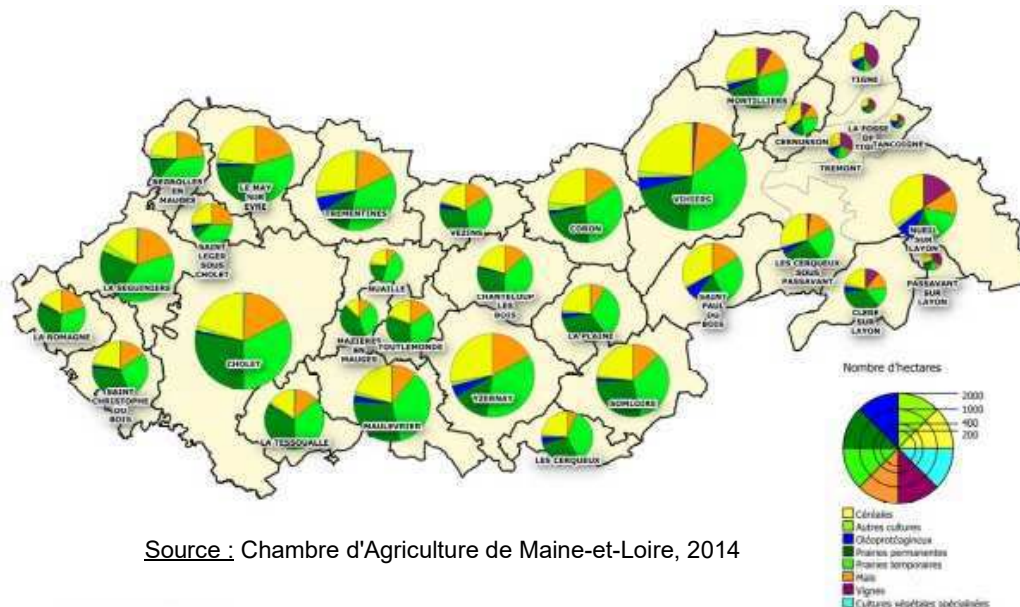 TIGNE
MONTILLIERS
CERNUSSON
LA FOSSE
DE
TANCOIGNE
TREMONT
BEGROLLES
EN
MAUGES
LE MAY
SUR
EVRE
TREMENTINES
VEZINS
CORON
VIHIERS
NUEIL
SUR
LAYON
SAINT
LEGER
SOUS
CHOLET
LES CERQUEUX
SOUS
PASSAVANT
LA SEGUINIERE
NUAILLE
CHANTELOUP
LES
BOIS
SAINT
PAUL
DU
BOIS
PASSAVANT
SUR
LAYON
CLERE
SUR
LAYON
LA ROMAGNE
MAZIERES
EN
MAUGES
TOUTLEMONDE
LA PLAINE
CHOLET
YZERNAY
SOMLOIRE
SAINT
CHRISTOPHE
DU
BOIS
MAULEVRIER
LA TESSOUALLE
LES CERQUEUX
Nombre d'hectares
2000
1000
400
200
Céréales
Autres cultures
Oléoprotéagineux
Prairies permanentes
Prairies temporaires
Maïs
Vignes
Cultures végétales spécialisées
Source : Chambre d'Agriculture de Maine-et-Loire, 2014